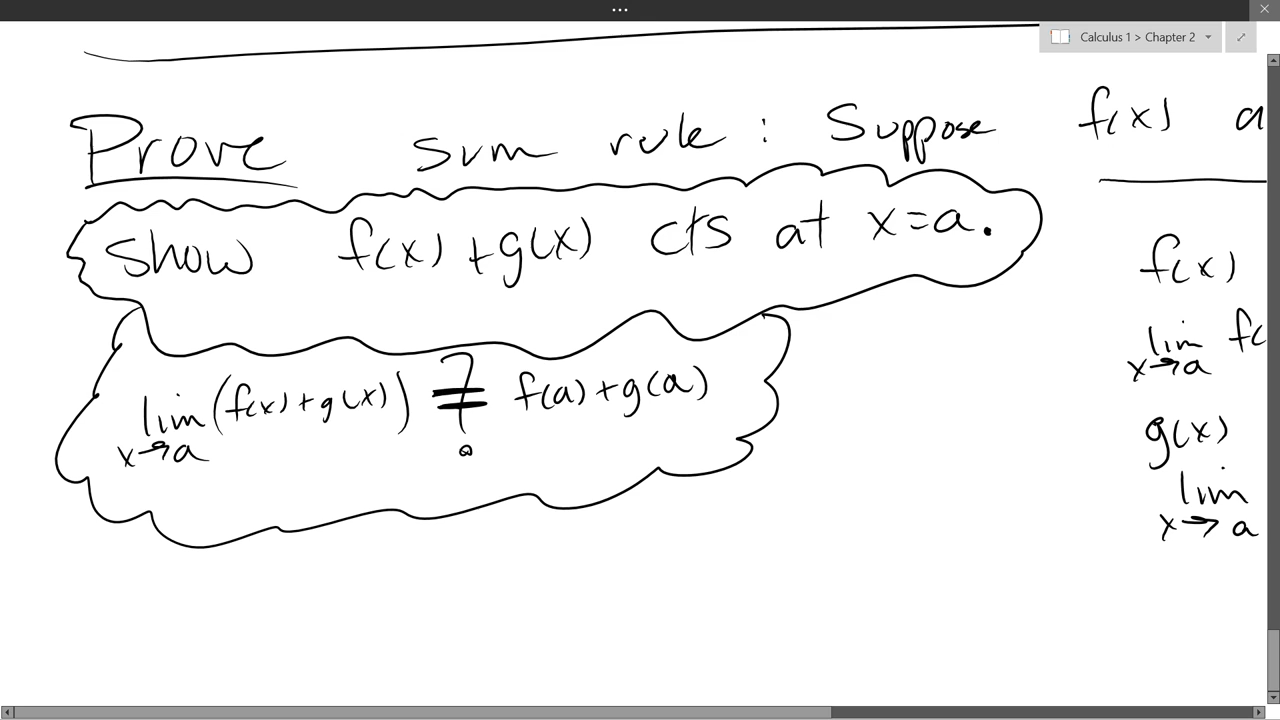 Calculus 1 > Chapter 2
Prove sum rule: Suppose f(x) a
show f(x)+g(x) cts at x=a.
lim x→a (f(x)+g(x)) =? f(a)+g(a)
f(x)
lim x→a f(
g(x)
lim x→a